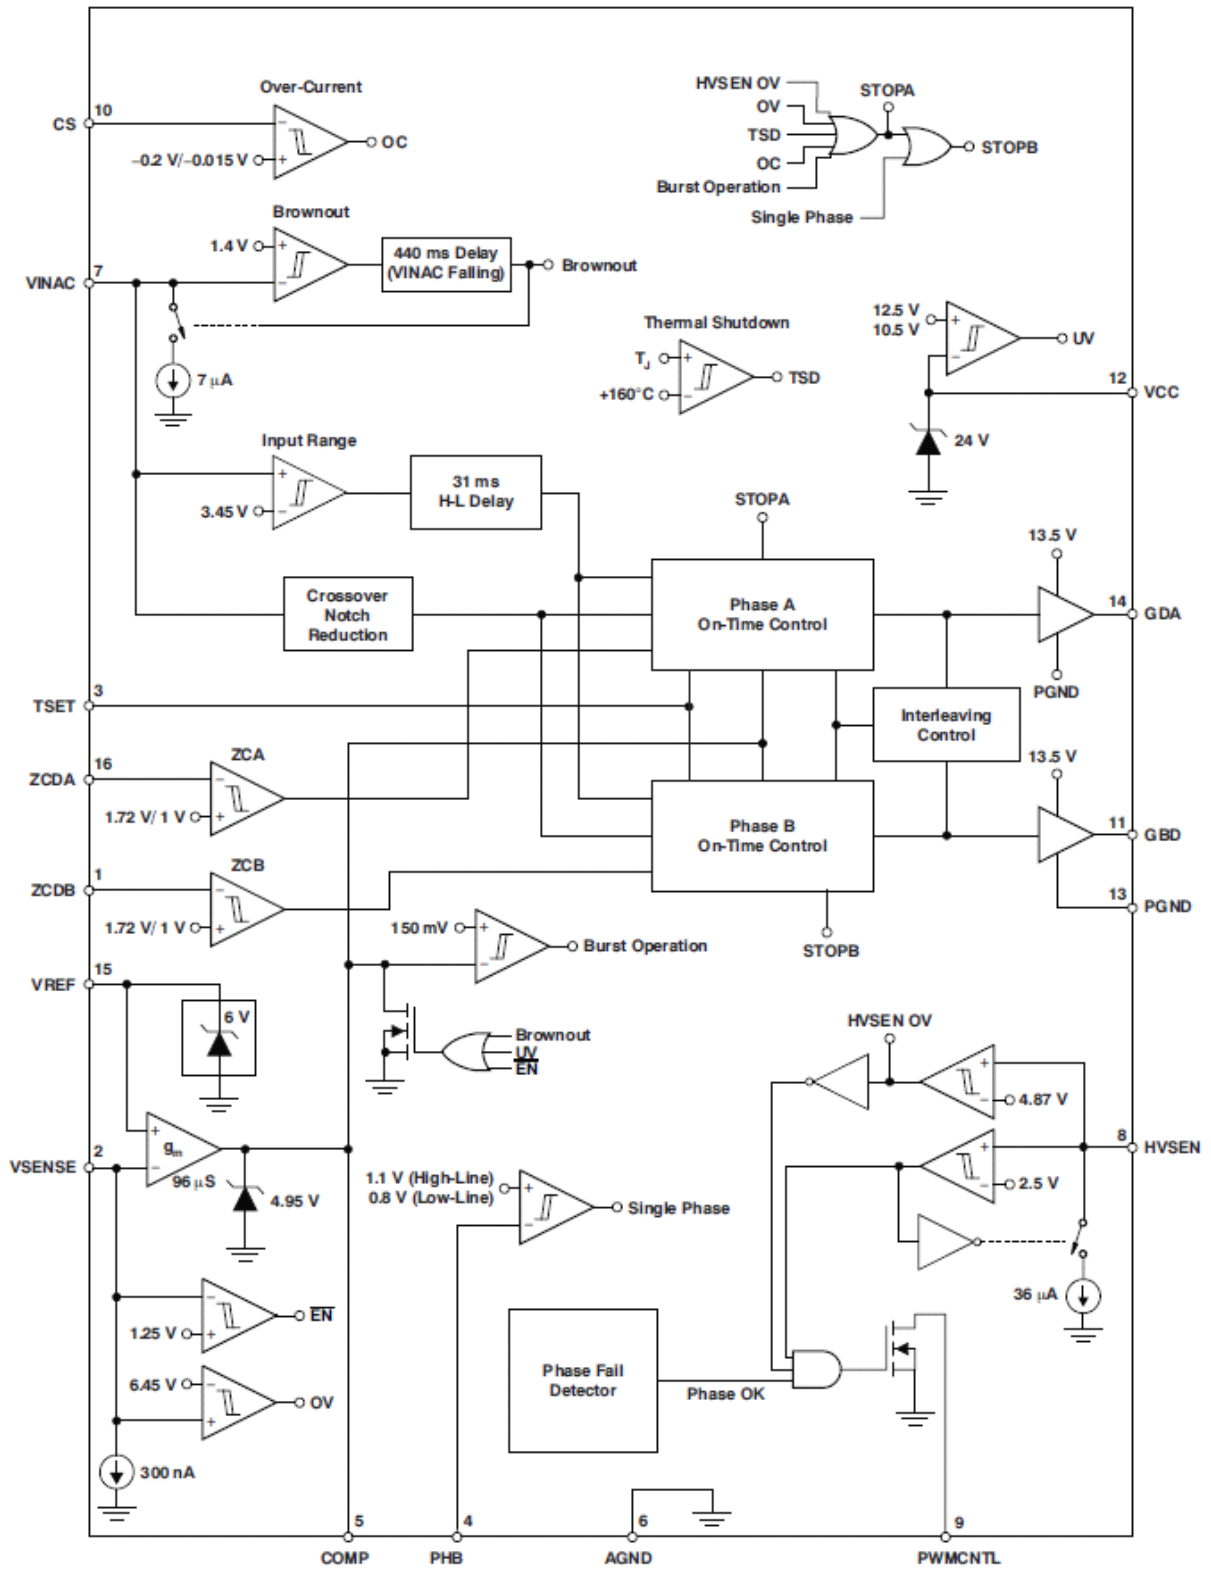 Over-Current
10
CS
OC
−0.2 V/−0.015 V
HVSEN OV
STOPA
OV
TSD
OC
STOPB
Burst Operation
Single Phase
Brownout
1.4 V
440 ms Delay
(VINAC Falling)
Brownout
7
VINAC
7 µA
Thermal Shutdown
TJ
+160°C
TSD
12.5 V
10.5 V
UV
12
VCC
24 V
Input Range
3.45 V
31 ms
H-L Delay
STOPA
13.5 V
Crossover
Notch
Reduction
Phase A
On-Time Control
14
GDA
PGND
3
TSET
Interleaving
Control
16
ZCDA
ZCA
1.72 V/ 1 V
13.5 V
Phase B
On-Time Control
11
GBD
1
ZCDB
ZCB
1.72 V/ 1 V
13
PGND
150 mV
Burst Operation
STOPB
15
VREF
6 V
Brownout
UV
EN
HVSEN OV
4.87 V
8
HVSEN
2.5 V
2
VSENSE
gm
96 µS
4.95 V
1.1 V (High-Line)
0.8 V (Low-Line)
Single Phase
36 µA
1.25 V
EN
6.45 V
OV
Phase Fail
Detector
Phase OK
300 nA
5
4
6
9
COMP
PHB
AGND
PWMCNTL